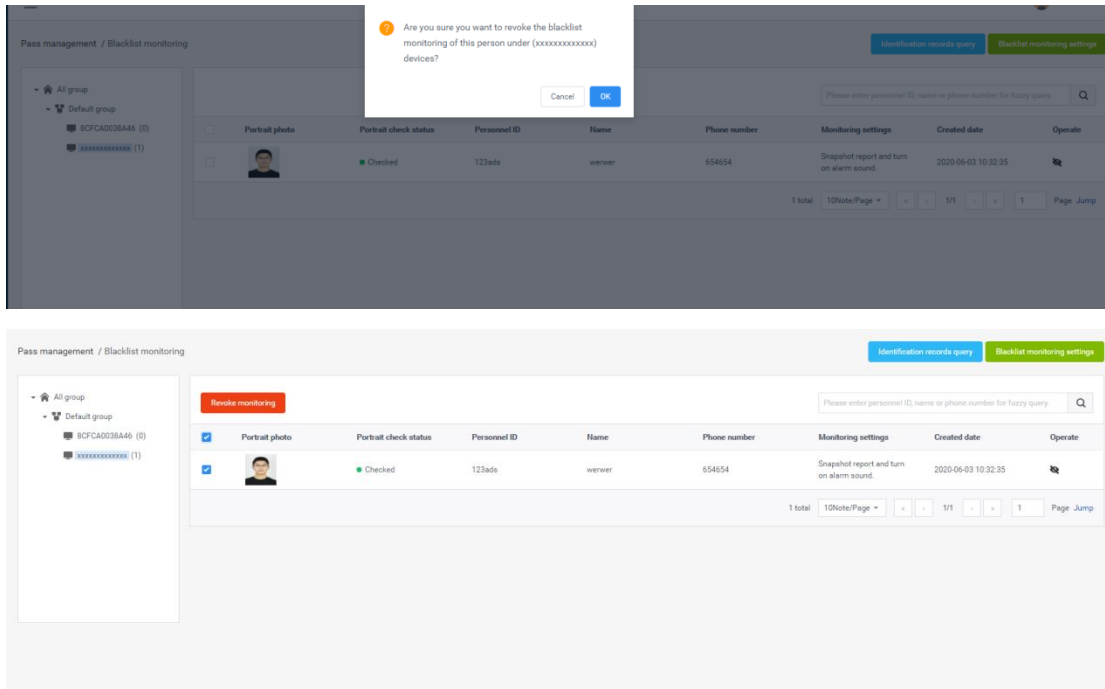 Are you sure you want to revoke the blacklist
monitoring of this person under (xxxxxxxxxxxxx)
devices?
Cancel OK
Pass management / Blacklist monitoring
Identification records query Blacklist monitoring settings
All group
Default group
8CFCA0038A46 (0)
xxxxxxxxxxxxx (1)
Please enter personnel ID, name or phone number for fuzzy query.
Portrait photo Portrait check status Personnel ID Name Phone number Monitoring settings Created date Operate
Checked 123ads werwer 654654 Snapshot report and turn 2020-06-03 10:32:35
on alarm sound.
1 total 10Note/Page « ‹ 1/1 › » 1 Page Jump
Pass management / Blacklist monitoring
Identification records query Blacklist monitoring settings
All group
Default group
8CFCA0038A46 (0)
xxxxxxxxxxxxx (1)
Revoke monitoring
Please enter personnel ID, name or phone number for fuzzy query.
Portrait photo Portrait check status Personnel ID Name Phone number Monitoring settings Created date Operate
Checked 123ads werwer 654654 Snapshot report and turn 2020-06-03 10:32:35
on alarm sound.
1 total 10Note/Page « ‹ 1/1 › » 1 Page Jump